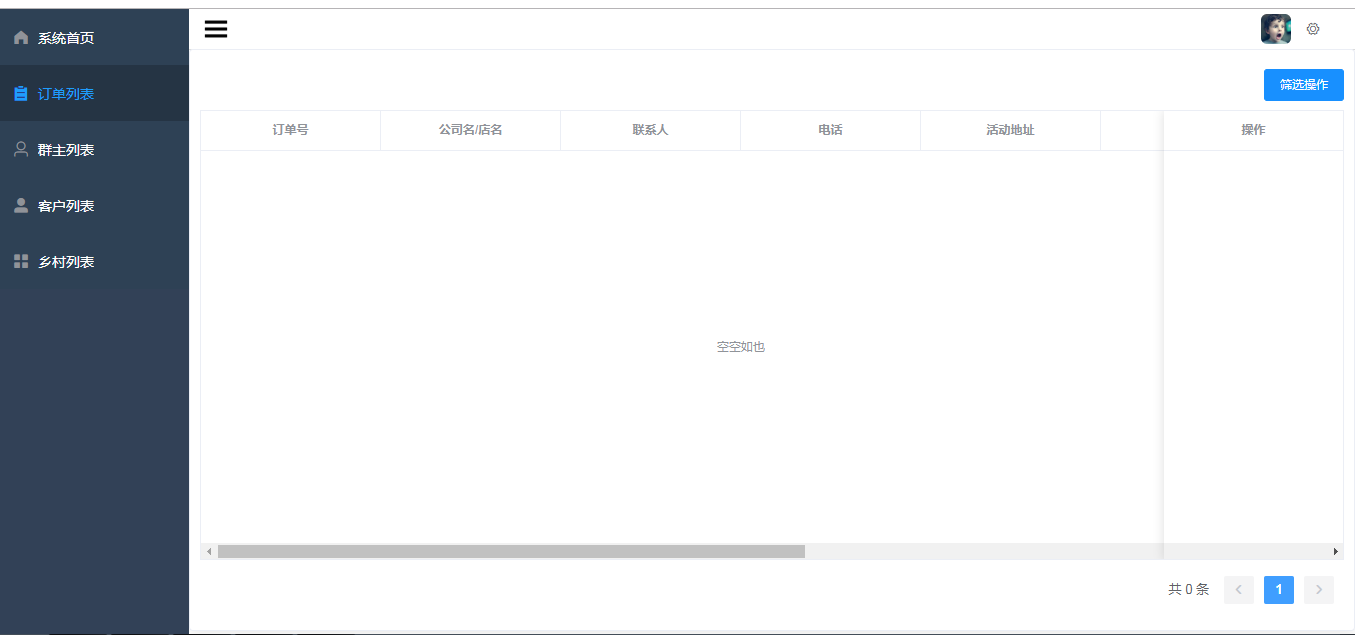 系统首页
订单列表
群主列表
客户列表
乡村列表
筛选操作
订单号 公司名/店名 联系人 电话 活动地址 操作
空空如也
共 0 条 1